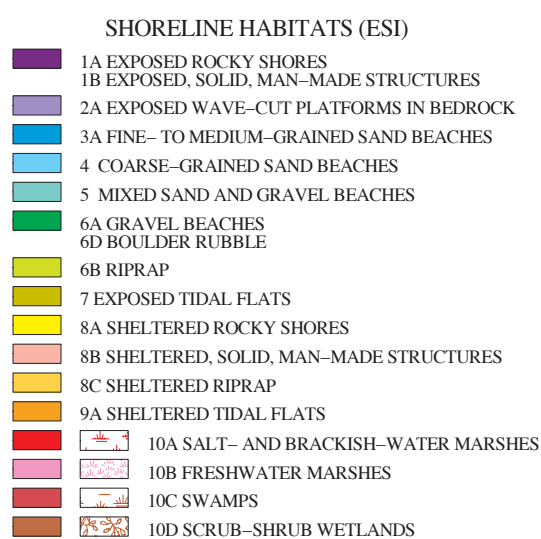 SHORELINE HABITATS (ESI)
1A EXPOSED ROCKY SHORES
1B EXPOSED, SOLID, MAN–MADE STRUCTURES
2A EXPOSED WAVE–CUT PLATFORMS IN BEDROCK
3A FINE– TO MEDIUM–GRAINED SAND BEACHES
4 COARSE–GRAINED SAND BEACHES
5 MIXED SAND AND GRAVEL BEACHES
6A GRAVEL BEACHES
6D BOULDER RUBBLE
6B RIPRAP
7 EXPOSED TIDAL FLATS
8A SHELTERED ROCKY SHORES
8B SHELTERED, SOLID, MAN–MADE STRUCTURES
8C SHELTERED RIPRAP
9A SHELTERED TIDAL FLATS
10A SALT– AND BRACKISH–WATER MARSHES
10B FRESHWATER MARSHES
10C SWAMPS
10D SCRUB–SHRUB WETLANDS